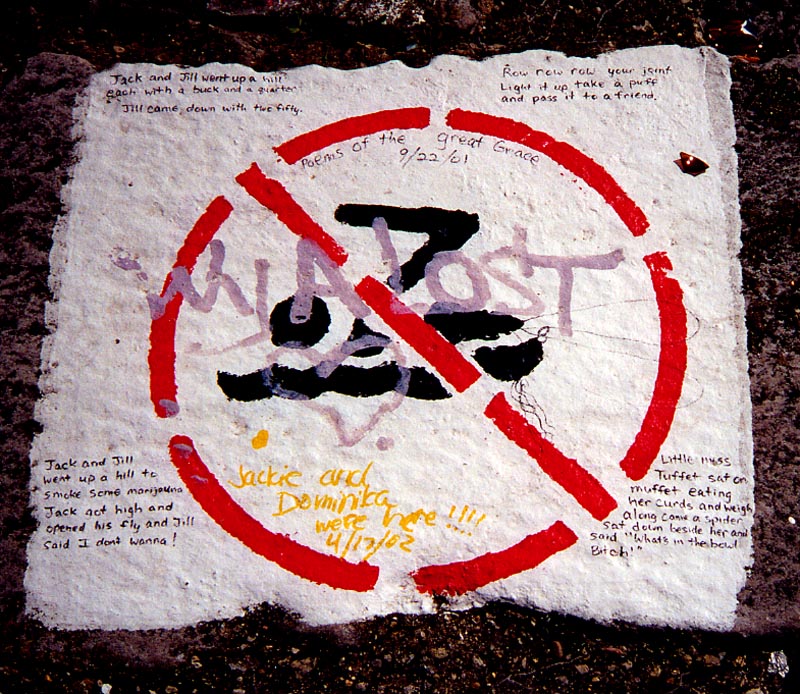 Jack and Jill went up a hill
each with a buck and a quarter
Jill came down with two fifty.
Row row row your joint
Light it up, take a puff
and pass it to a friend.
Poems of the great Grace
9/22/01
LOST
Jackie and
Dominika
were here !!!!
4/13/02
Jack and Jill
went up a hill to
smoke some marijauna
Jack got high and
opened his fly and Jill
said I dont wanna!
Little miss
Tuffet sat on
muffet eating
her curds and weigh
along came a spider
sat down beside her and
said "What's in the bowl
Bitch!"